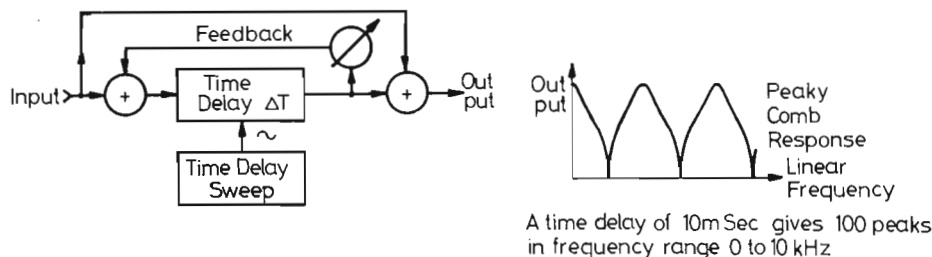 Feedback
Input
+
Time
Delay ΔT
+
Out
put
~
Time Delay
Sweep
Out
put
Peaky
Comb
Response
Linear
Frequency
A time delay of 10m Sec gives 100 peaks
in frequency range 0 to 10 kHz